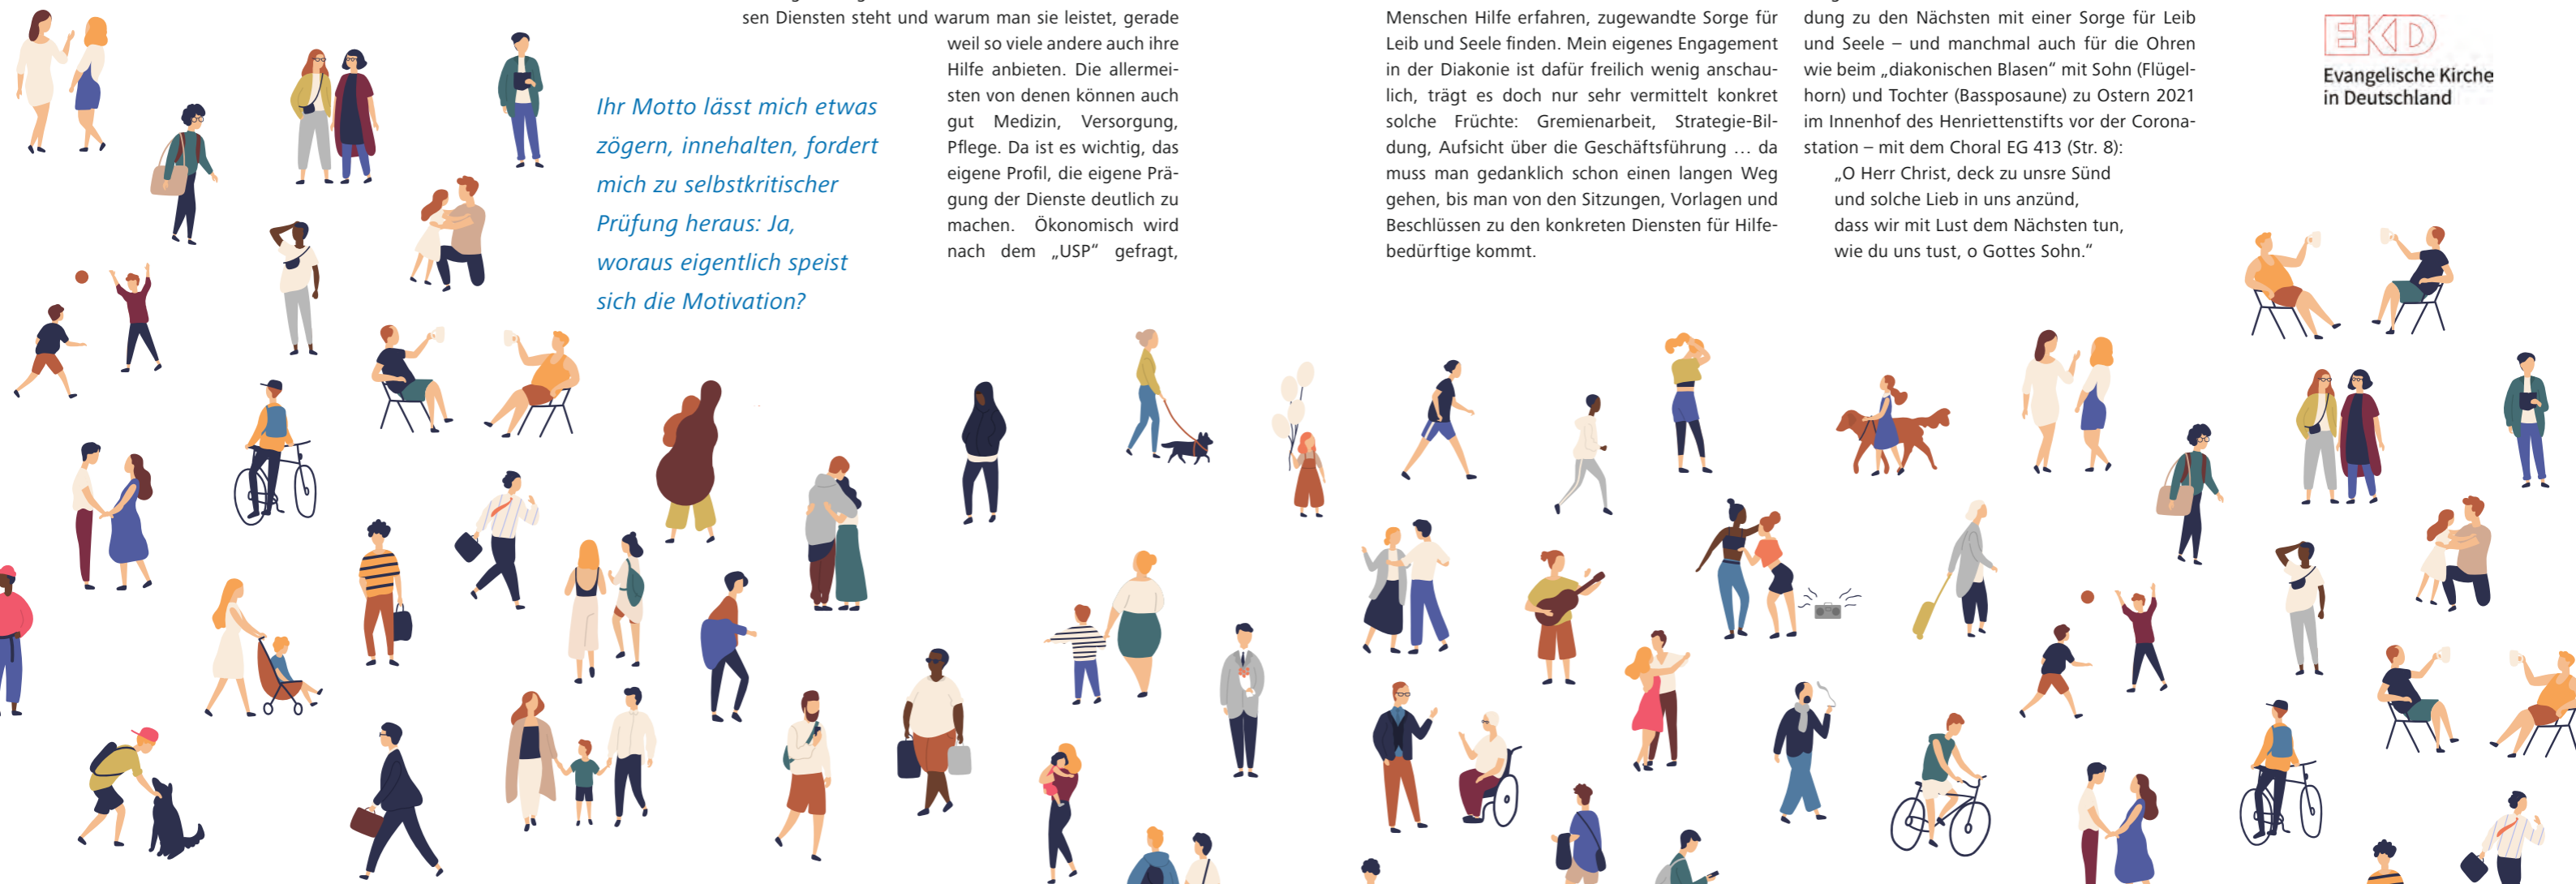 sen Diensten steht und warum man sie leistet, gerade
weil so viele andere auch ihre
Hilfe anbieten. Die allermei-
sten von denen können auch
gut Medizin, Versorgung,
Pflege. Da ist es wichtig, das
eigene Profil, die eigene Prä-
gung der Dienste deutlich zu
machen. Ökonomisch wird
nach dem „USP“ gefragt,
Ihr Motto lässt mich etwas
zögern, innehalten, fordert
mich zu selbstkritischer
Prüfung heraus: Ja,
woraus eigentlich speist
sich die Motivation?
Menschen Hilfe erfahren, zugewandte Sorge für
Leib und Seele finden. Mein eigenes Engagement
in der Diakonie ist dafür freilich wenig anschau-
lich, trägt es doch nur sehr vermittelt konkret
solche Früchte: Gremienarbeit, Strategie-Bil-
dung, Aufsicht über die Geschäftsführung … da
muss man gedanklich schon einen langen Weg
gehen, bis man von den Sitzungen, Vorlagen und
Beschlüssen zu den konkreten Diensten für Hilfe-
bedürftige kommt.
dung zu den Nächsten mit einer Sorge für Leib
und Seele – und manchmal auch für die Ohren
wie beim „diakonischen Blasen“ mit Sohn (Flügel-
horn) und Tochter (Bassposaune) zu Ostern 2021
im Innenhof des Henriettenstifts vor der Corona-
station – mit dem Choral EG 413 (Str. 8):
„O Herr Christ, deck zu unsre Sünd
und solche Lieb in uns anzünd,
dass wir mit Lust dem Nächsten tun,
wie du uns tust, o Gottes Sohn.“
EKD
Evangelische Kirche
in Deutschland